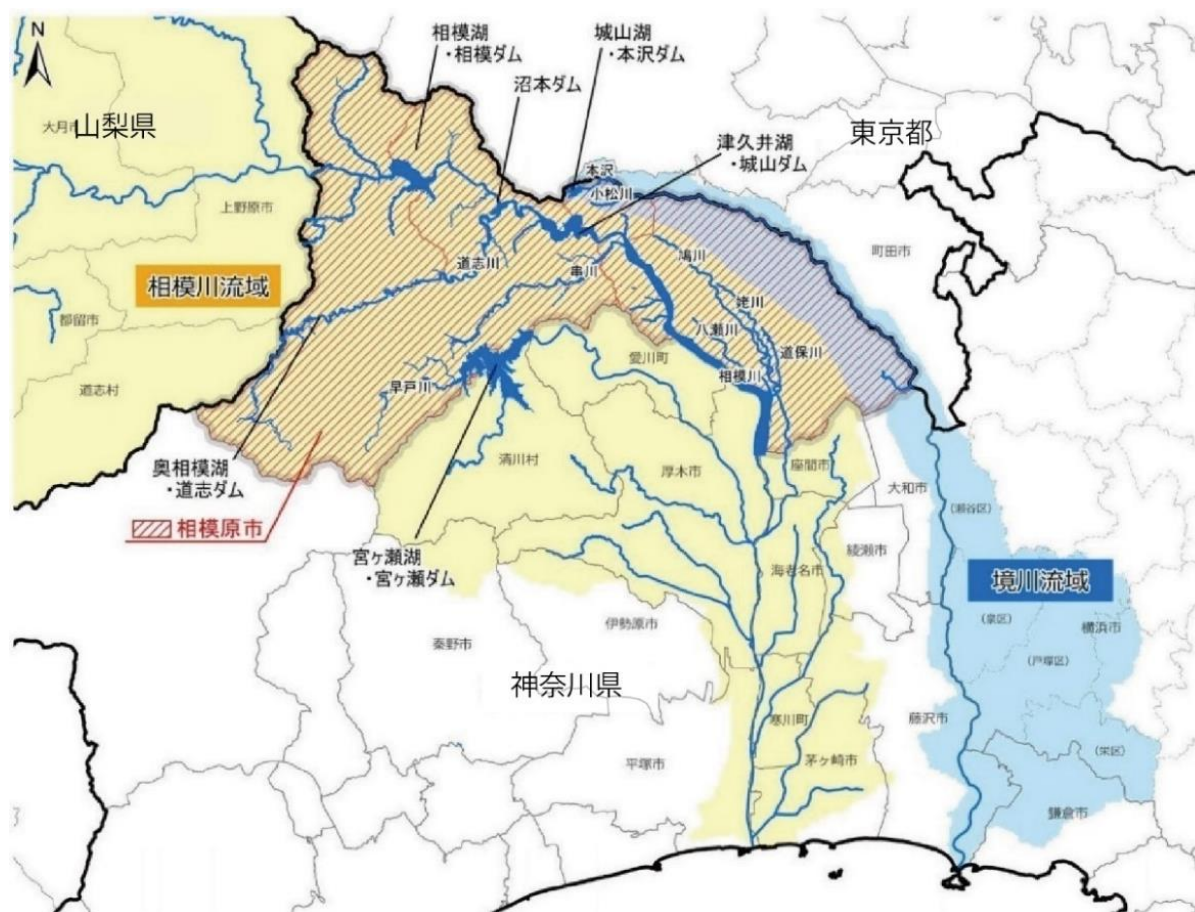 N
相模湖
・相模ダム
城山湖
・本沢ダム
沼本ダム
津久井湖
・城山ダム
山梨県
大月市
東京都
本沢
小松川
上野原市
町田市
鳩川
道志川
串川
相模川流域
姥川
八瀬川
道保川
都留市
愛川町
相模川
道志村
早戸川
奥相模湖
・道志ダム
清川村
厚木市
座間市
大和市
(瀬谷区)
相模原市
宮ヶ瀬湖
・宮ヶ瀬ダム
綾瀬市
海老名市
境川流域
伊勢原市
(泉区)
横浜市
秦野市
(戸塚区)
神奈川県
寒川町
藤沢市
(栄区)
平塚市
茅ヶ崎市
鎌倉市